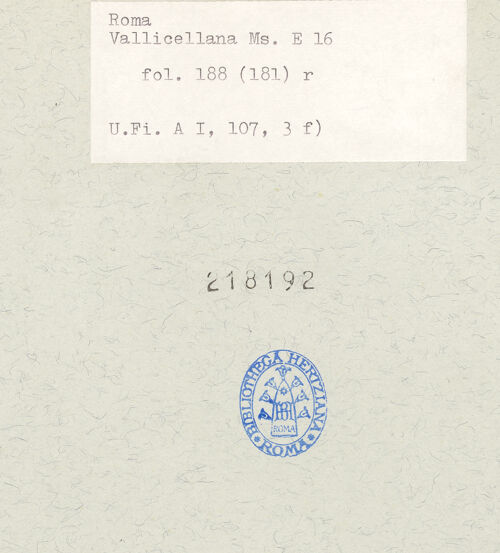 Roma
Vallicellana Ms. E 16
fol. 188 (181) r
U.Fi. A I, 107, 3 f)
218192
BIBLIOTHECA HERTZIANA
ROMA
ROMA